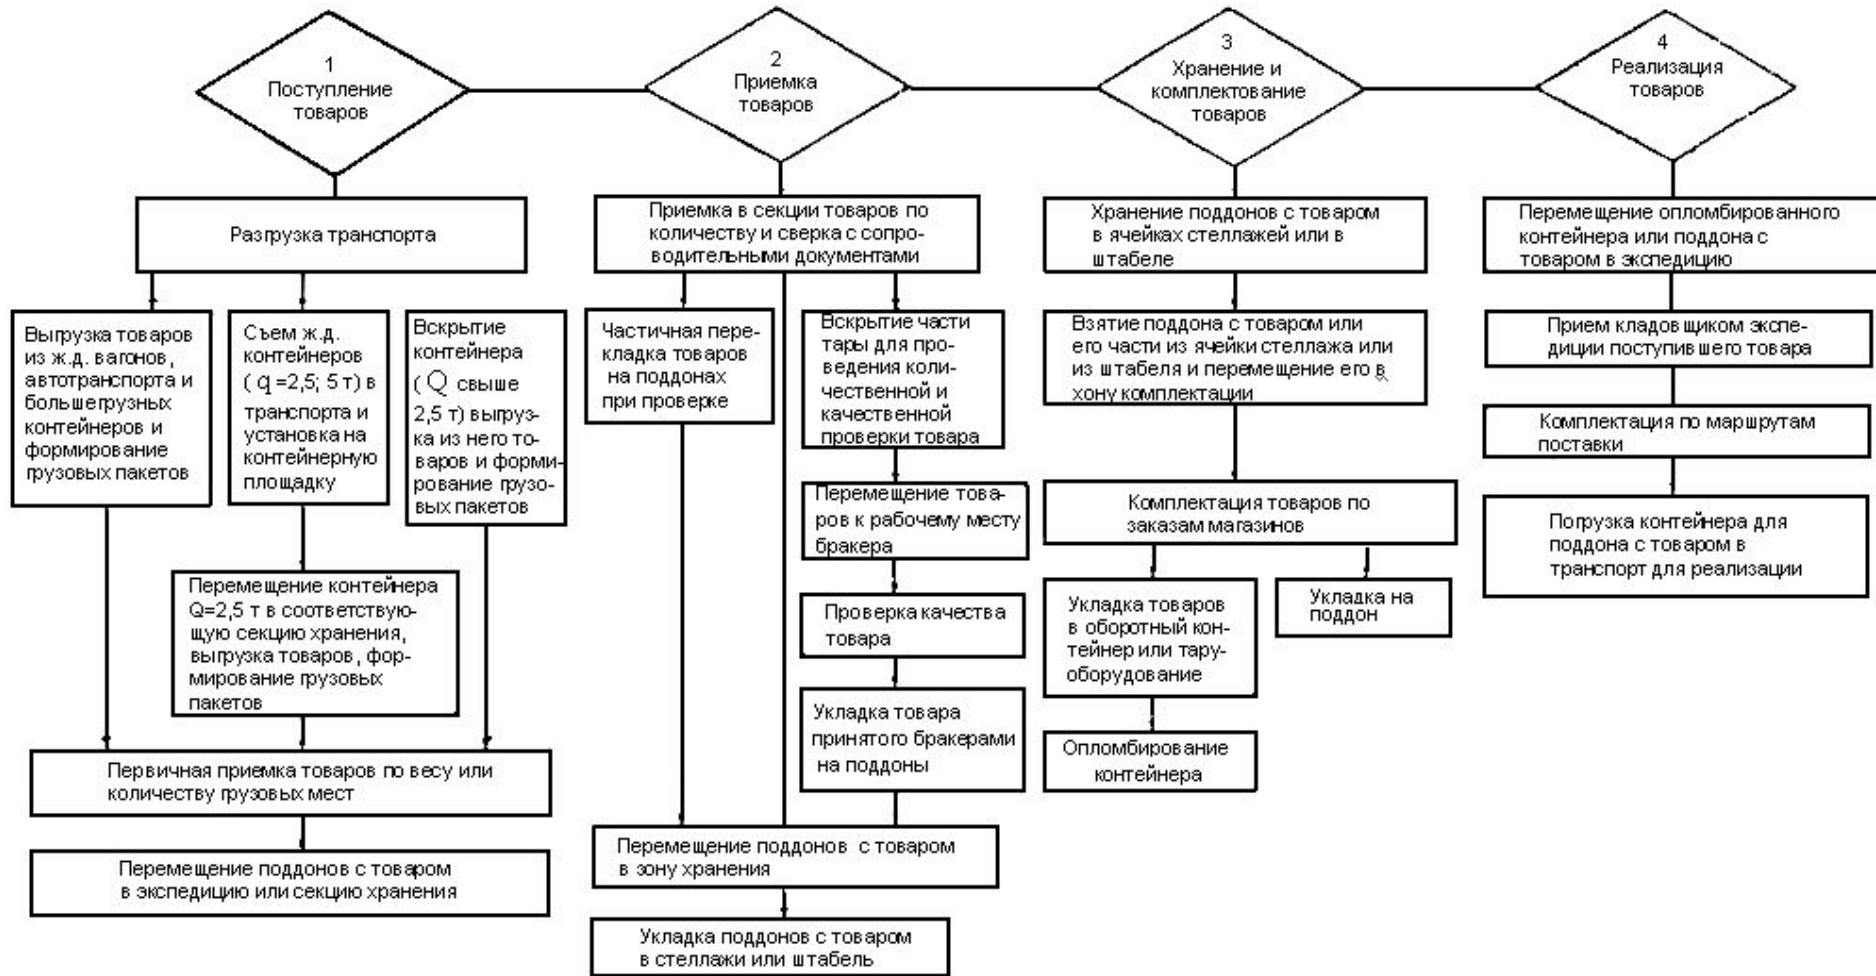 1
Поступление
товаров
2
Приемка
товаров
3
Хранение и
комплектование
товаров
4
Реализация
товаров
Разгрузка транспорта
Выгрузка товаров
из ж.д. вагонов,
автотранспорта и
большегрузных
контейнеров и
формирование
грузовых пакетов
Съем ж.д.
контейнеров
( q =2,5; 5 т) в
транспорта и
установка на
контейнерную
площадку
Вскрытие
контейнера
( Q свыше
2,5 т) выгруз-
ка из него то-
варов и форми-
рование грузо-
вых пакетов
Перемещение контейнера
Q=2,5 т в соответствую-
щую секцию хранения,
выгрузка товаров, фор-
мирование грузовых
пакетов
Первичная приемка товаров по весу или
количеству грузовых мест
Перемещение поддонов с товаром
в экспедицию или секцию хранения
Приемка в секции товаров по
количеству и сверка с сопро-
водительными документами
Частичная пере-
кладка товаров
на поддонах
при проверке
Вскрытие части
тары для про-
ведения коли-
чественной и
качественной
проверки товара
Перемещение това-
ров к рабочему месту
бракера
Проверка качества
товара
Укладка товара
принятого бракерами
на поддоны
Перемещение поддонов с товаром
в зону хранения
Укладка поддонов с товаром
в стеллажи или штабель
Хранение поддонов с товаром
в ячейках стеллажей или в
штабеле
Взятие поддона с товаром или
его части из ячейки стеллажа или
из штабеля и перемещение его в
хону комплектации
Комплектация товаров по
заказам магазинов
Укладка товаров
в оборотный кон-
тейнер или тару-
оборудование
Укладка на
поддон
Опломбирование
контейнера
Перемещение опломбированного
контейнера или поддона с
товаром в экспедицию
Прием кладовщиком экспе-
диции поступившего товара
Комплектация по маршрутам
поставки
Погрузка контейнера для
поддона с товаром в
транспорт для реализации